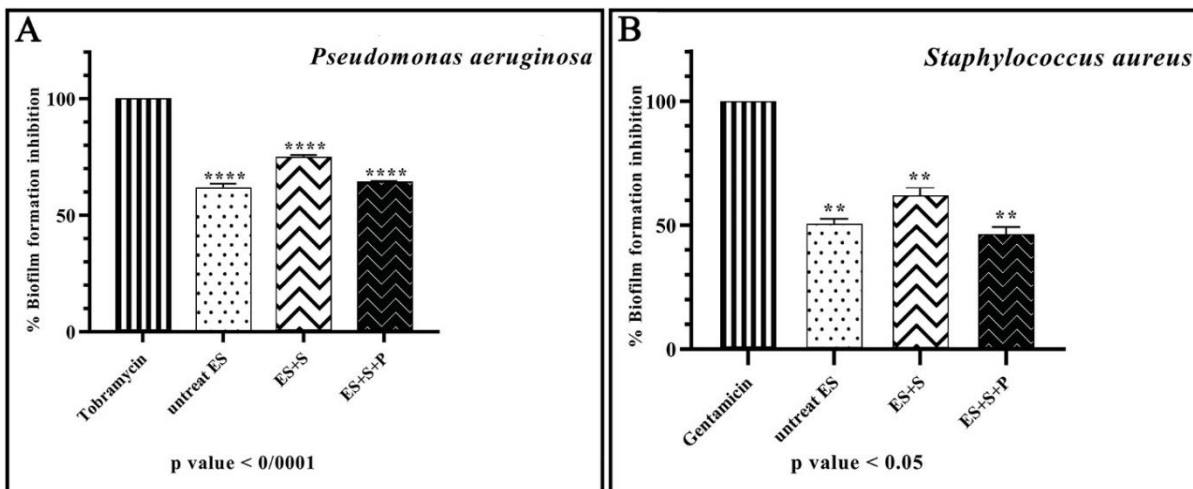 A
Pseudomonas aeruginosa
% Biofilm formation inhibition
100
50
0
****
****
****
Tobramycin
untreat ES
ES+S
ES+S+P
p value < 0/0001
B
Staphylococcus aureus
% Biofilm formation inhibition
100
50
0
**
**
**
Gentamicin
untreat ES
ES+S
ES+S+P
p value < 0.05